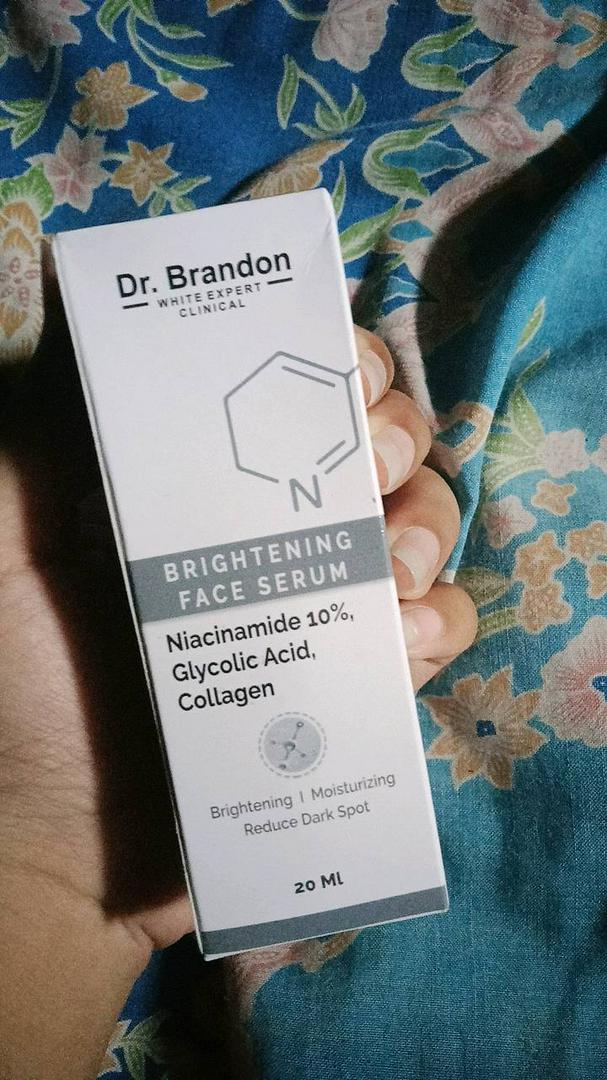 Dr. Brandon
WHITE EXPERT
CLINICAL
N
BRIGHTENING
FACE SERUM
Niacinamide 10%,
Glycolic Acid,
Collagen
Brightening | Moisturizing
Reduce Dark Spot
20 Ml